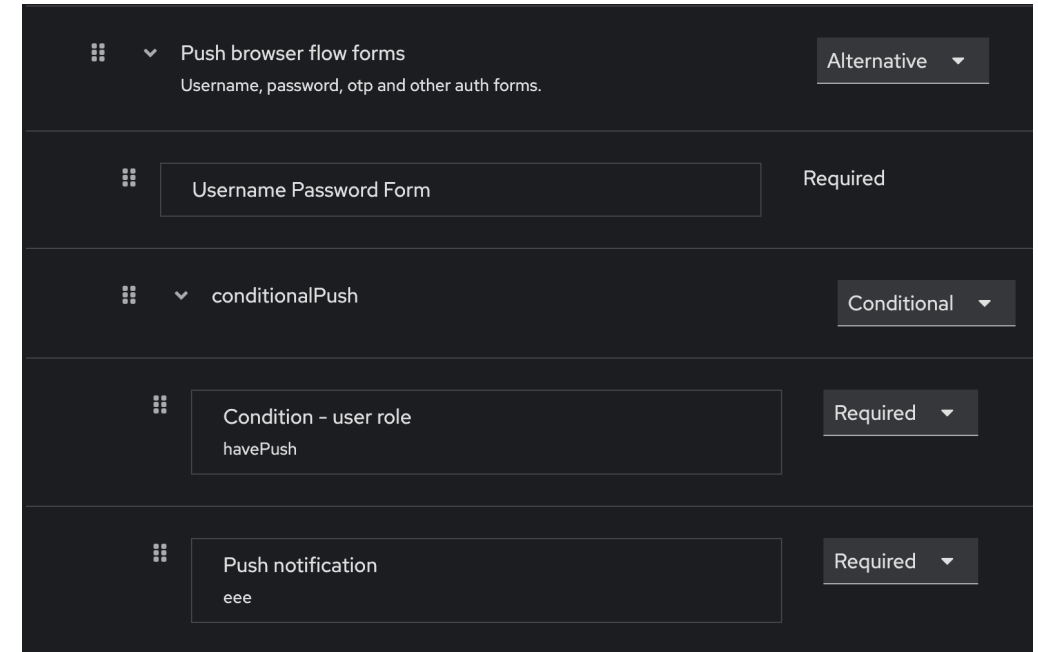 Push browser flow forms
Alternative
Username, password, otp and other auth forms.
Username Password Form
Required
conditionalPush
Conditional
Condition - user role
Required
havePush
Push notification
Required
eee